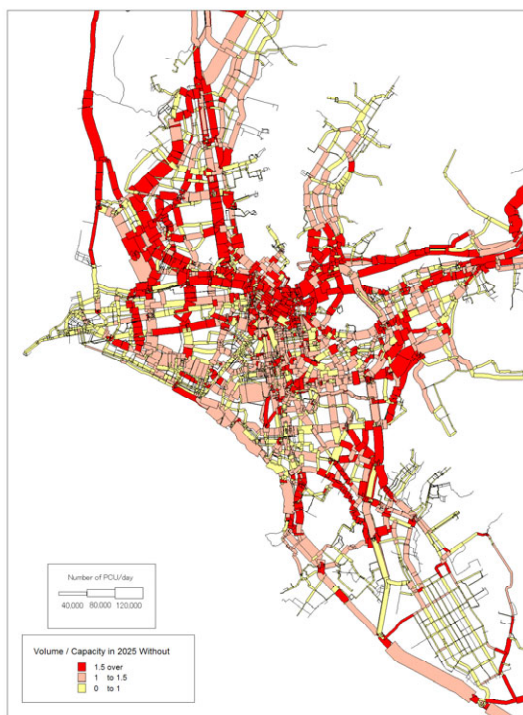 Number of PCU/day
40,000 80,000 120,000
Volume / Capacity in 2025 Without
1.5 over
1 to 1.5
0 to 1